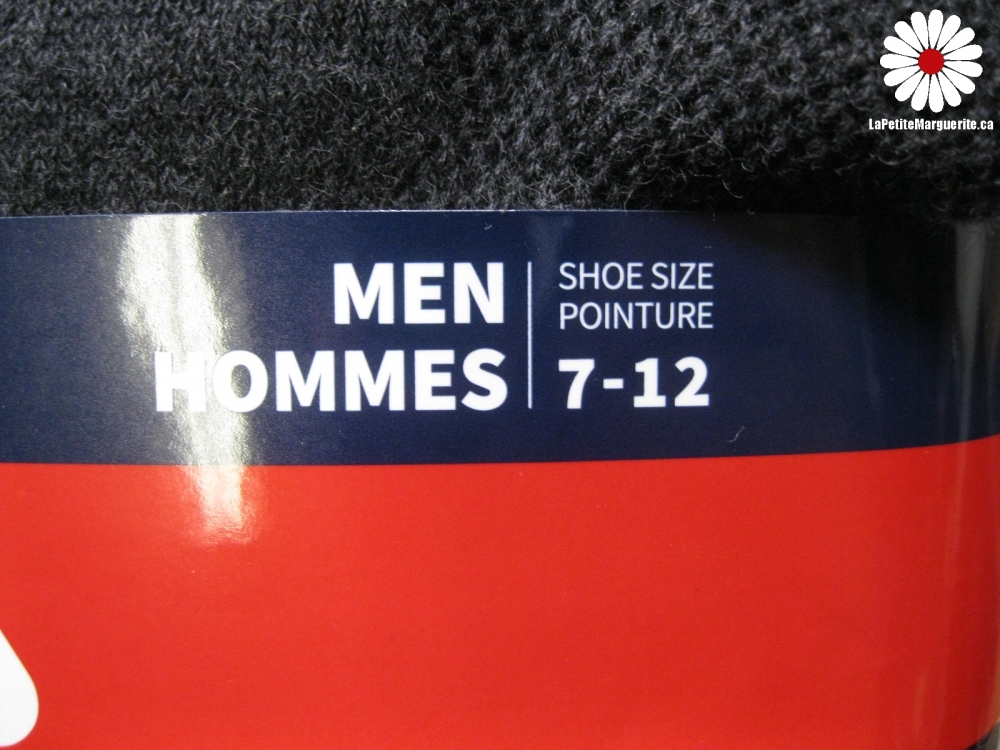 LaPetiteMarguerite.ca
MEN
HOMMES
SHOE SIZE
POINTURE
7-12